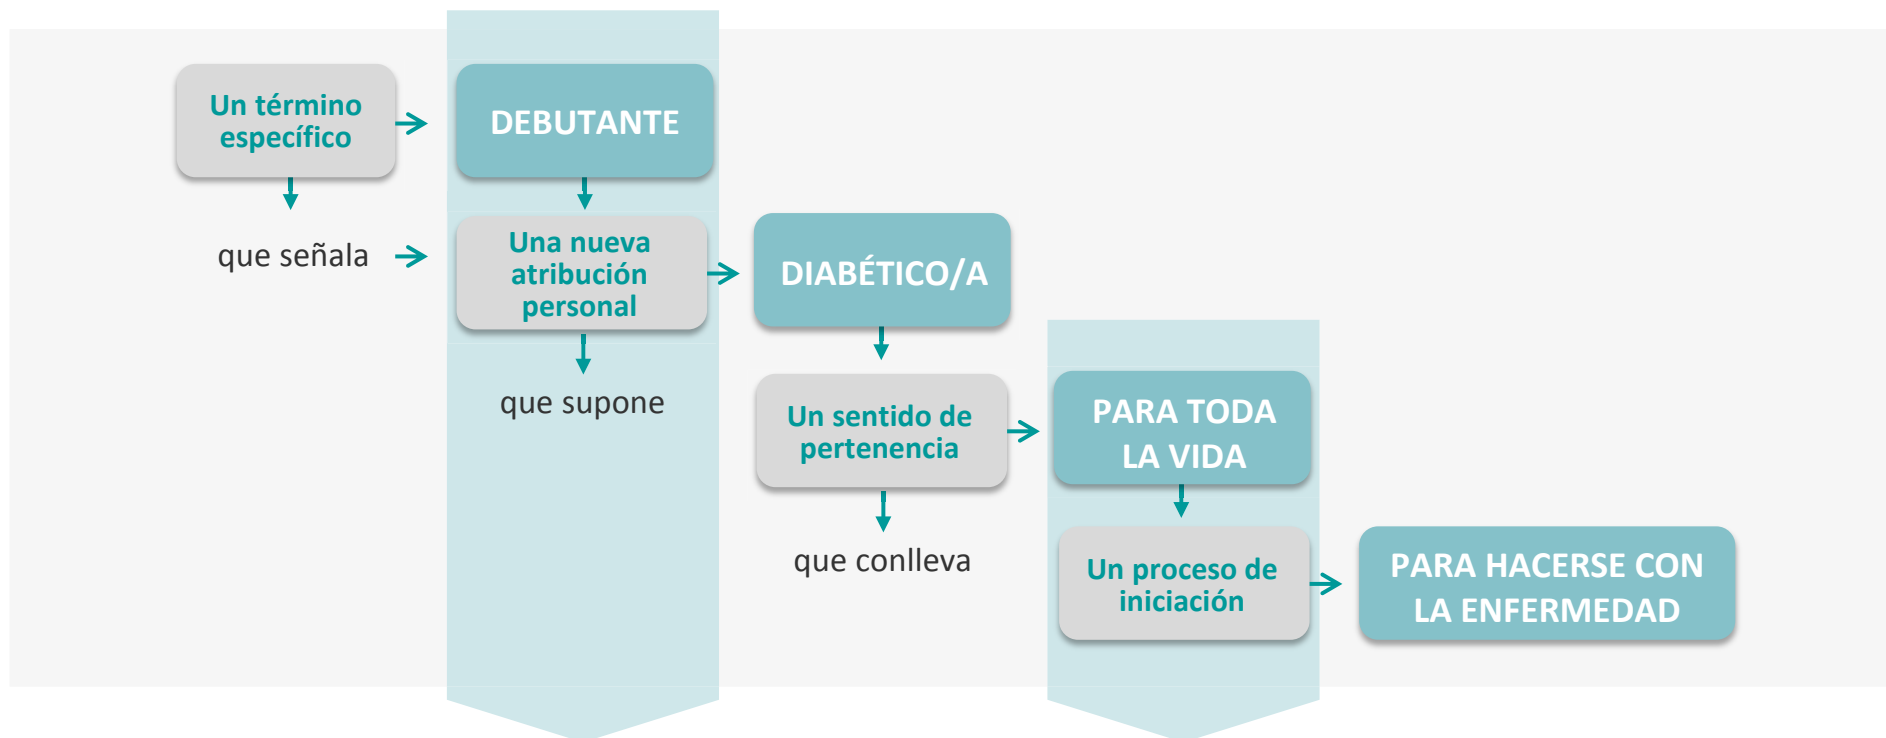 Un término
específico
DEBUTANTE
que señala
Una nueva
atribución
personal
DIABÉTICO/A
que supone
Un sentido de
pertenencia
PARA TODA
LA VIDA
que conlleva
Un proceso de
iniciación
PARA HACERSE CON
LA ENFERMEDAD